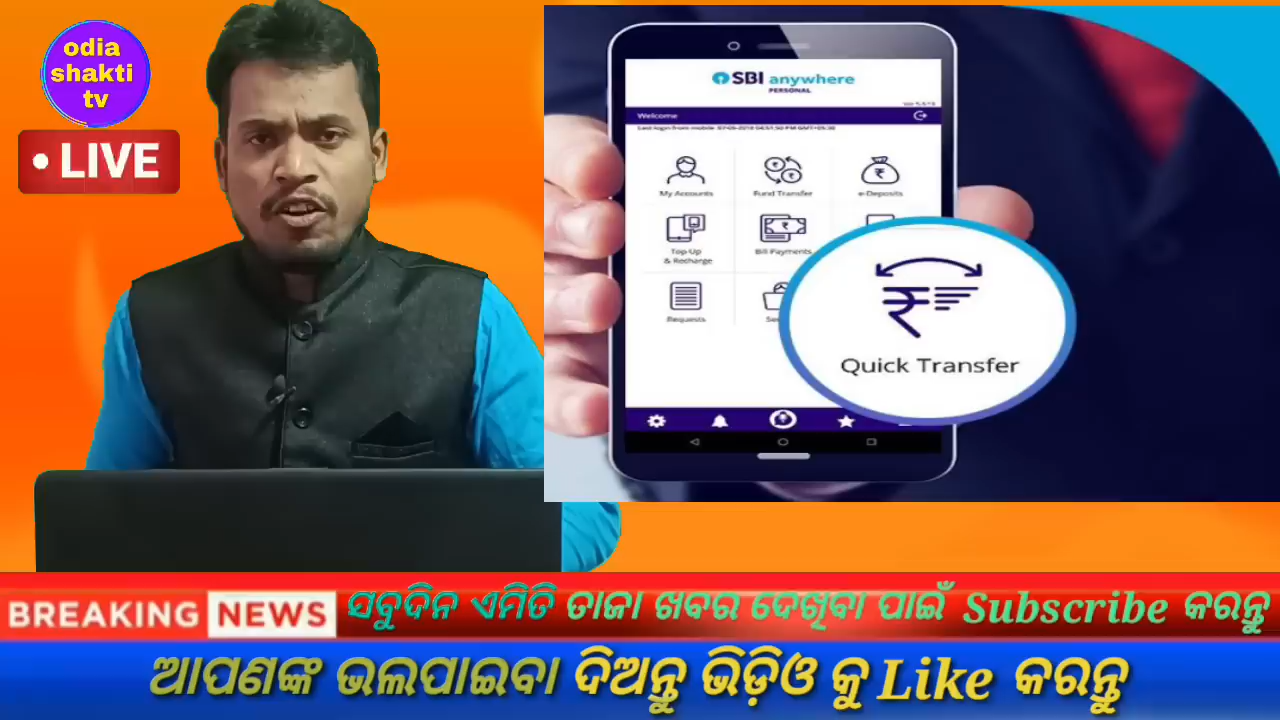 odia
shakti
tv
• LIVE
SBI anywhere
PERSONAL
Welcome
My Accounts
Fund Transfer
e-Deposits
Top-Up
& Recharge
Bill Payments
Requests
Quick Transfer
BREAKING NEWS
ସବୁଦିନ ଏମିତି ତାଜା ଖବର ଦେଖିବା ପାଇଁ Subscribe କରନ୍ତୁ
ଆପଣଙ୍କ ଭଲପାଇବା ଦିଅନ୍ତୁ ଭିଡ଼ିଓ କୁ Like କରନ୍ତୁ